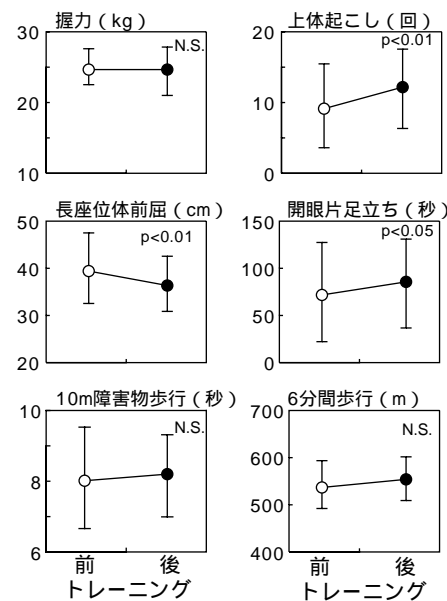 握力（kg）
30
N.S.
20
10
上体起こし（回）
20
p<0.01
10
0
長座位体前屈（cm）
50
p<0.01
40
30
20
開眼片足立ち（秒）
150
p<0.05
100
50
0
10m障害物歩行（秒）
10
N.S.
8
6
前 後
トレーニング
6分間歩行（m）
700
N.S.
600
500
400
前 後
トレーニング